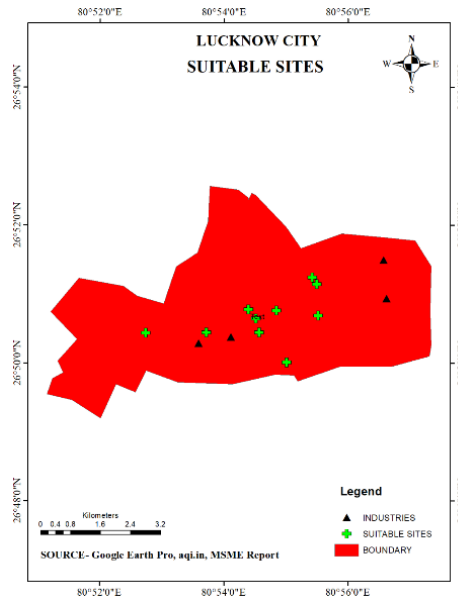 80°52'0"E 80°54'0"E 80°56'0"E
LUCKNOW CITY
SUITABLE SITES
N
W E
S
26°54'0"N
26°52'0"N
26°50'0"N
26°48'0"N
Legend
INDUSTRIES
SUITABLE SITES
BOUNDARY
Kilometers
0 0.4 0.8 1.6 2.4 3.2
SOURCE- Google Earth Pro, aqi.in, MSME Report
80°52'0"E 80°54'0"E 80°56'0"E